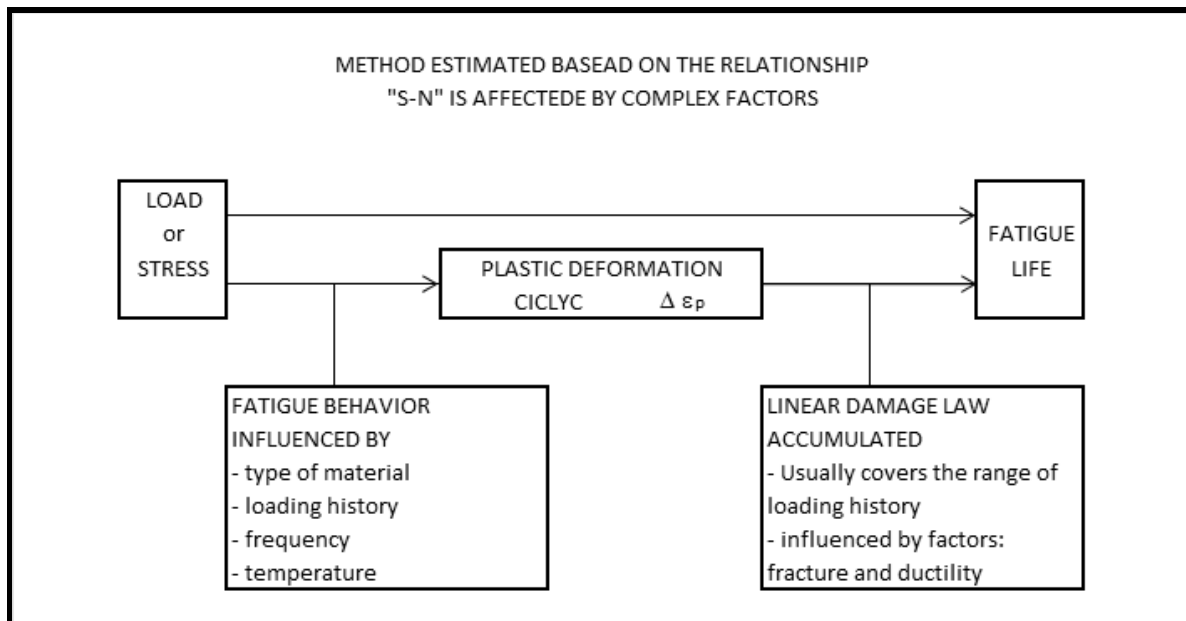 METHOD ESTIMATED BASEAD ON THE RELATIONSHIP
"S-N" IS AFFECTEDE BY COMPLEX FACTORS
LOAD
or
STRESS
PLASTIC DEFORMATION
CICLYC Δ εp
FATIGUE
LIFE
FATIGUE BEHAVIOR
INFLUENCED BY
- type of material
- loading history
- frequency
- temperature
LINEAR DAMAGE LAW
ACCUMULATED
- Usually covers the range of
loading history
- influenced by factors:
fracture and ductility